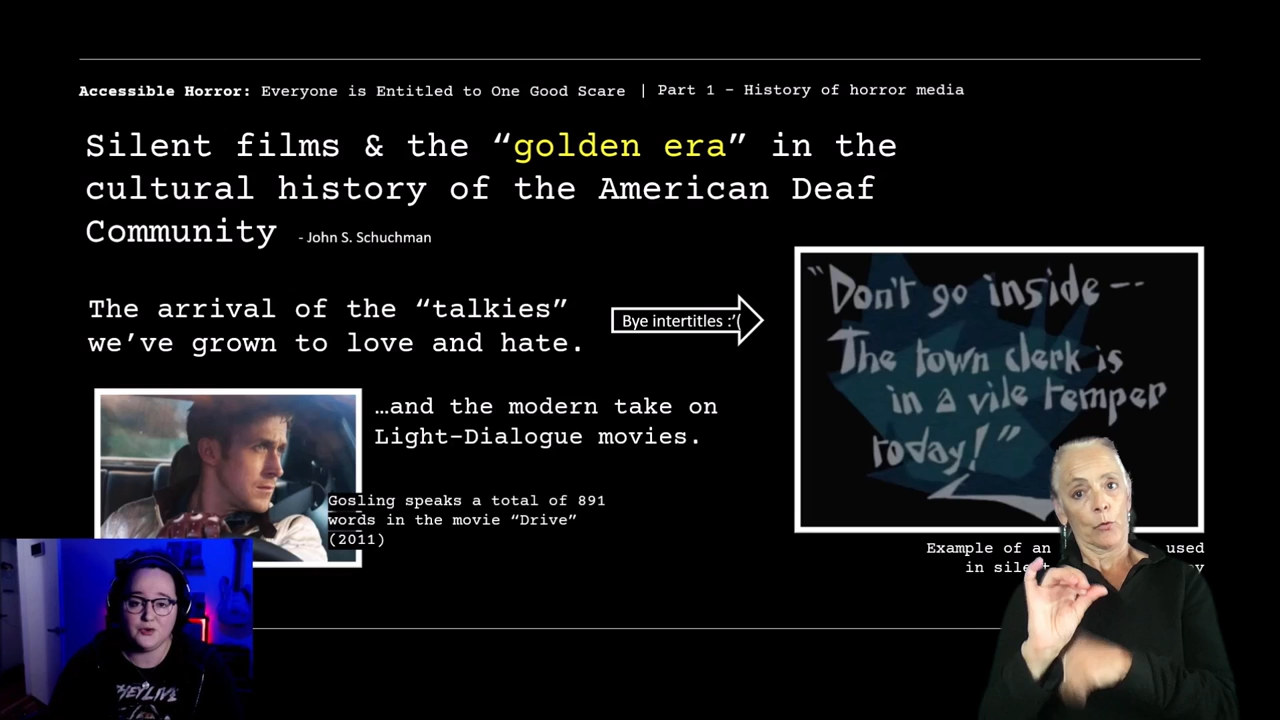 Accessible Horror: Everyone is Entitled to One Good Scare | Part 1 – History of horror media
Silent films & the “golden era” in the
cultural history of the American Deaf
Community - John S. Schuchman
The arrival of the “talkies”
we’ve grown to love and hate.
Bye intertitles :’(
“Don't go inside--
The town clerk is
in a vile temper
today!”
…and the modern take on
Light-Dialogue movies.
Gosling speaks a total of 891
words in the movie “Drive”
(2011)
Example of an used
in silent
THEY LIVE